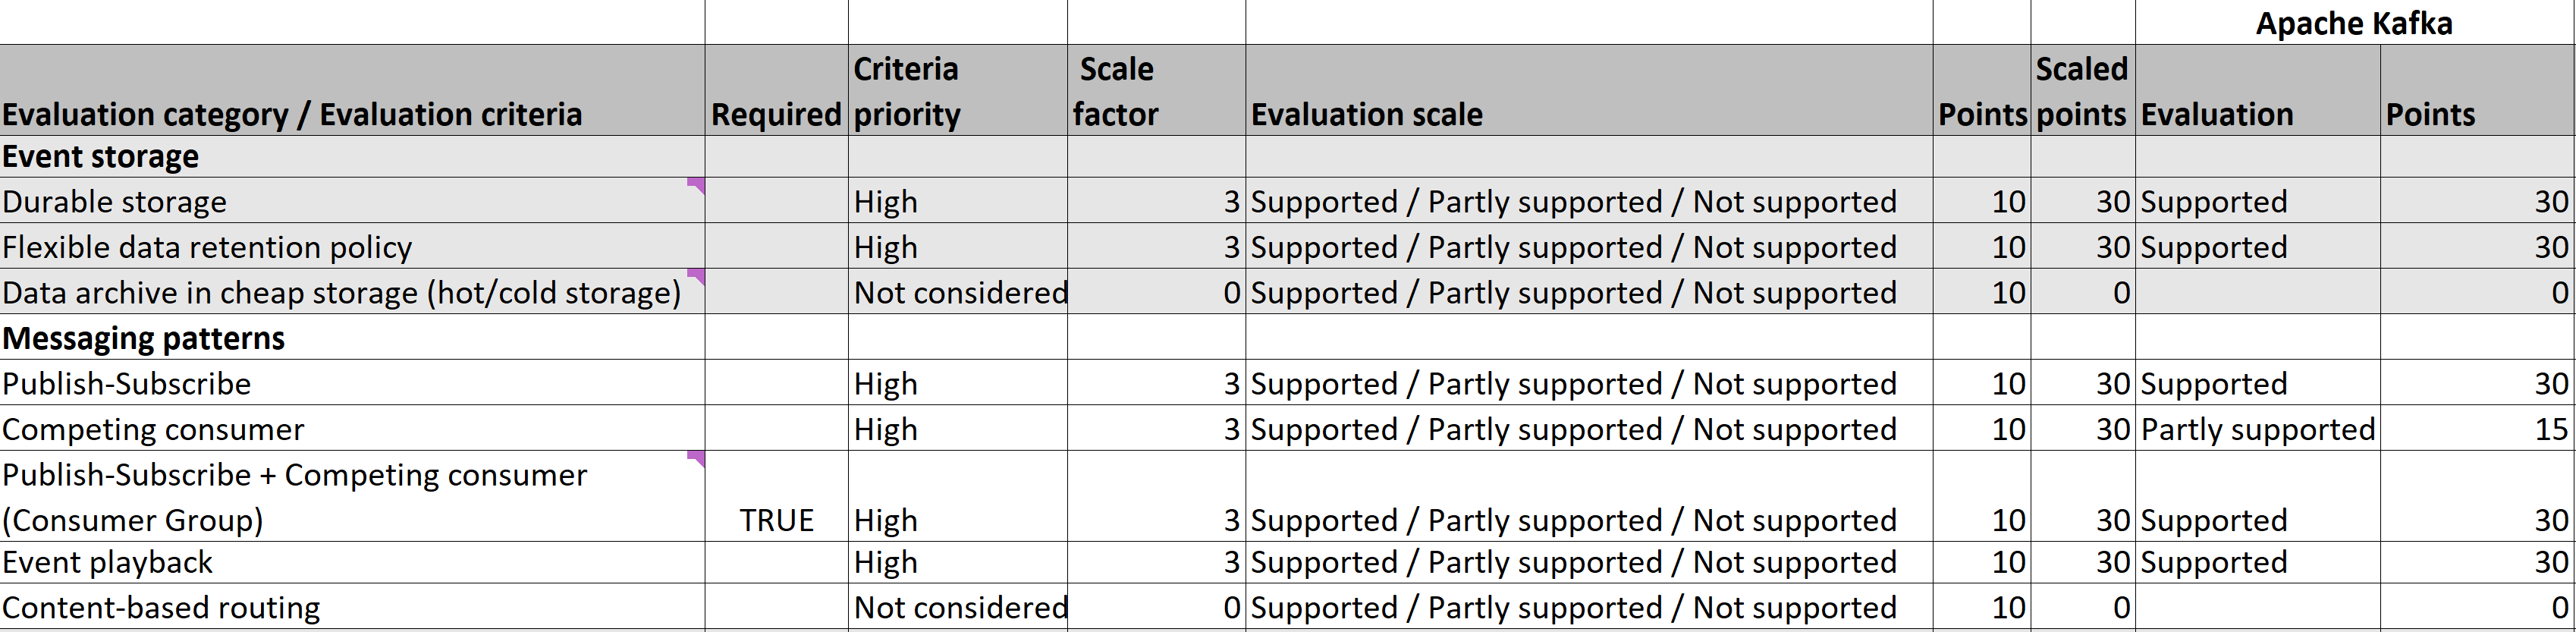 Apache Kafka
Evaluation category / Evaluation criteria Required Criteria priority Scale factor Evaluation scale Points Scaled points Evaluation Points
Event storage
Durable storage High 3 Supported / Partly supported / Not supported 10 30 Supported 30
Flexible data retention policy High 3 Supported / Partly supported / Not supported 10 30 Supported 30
Data archive in cheap storage (hot/cold storage) Not considered 0 Supported / Partly supported / Not supported 10 0 0
Messaging patterns
Publish-Subscribe High 3 Supported / Partly supported / Not supported 10 30 Supported 30
Competing consumer High 3 Supported / Partly supported / Not supported 10 30 Partly supported 15
Publish-Subscribe + Competing consumer
(Consumer Group) TRUE High 3 Supported / Partly supported / Not supported 10 30 Supported 30
Event playback High 3 Supported / Partly supported / Not supported 10 30 Supported 30
Content-based routing Not considered 0 Supported / Partly supported / Not supported 10 0 0